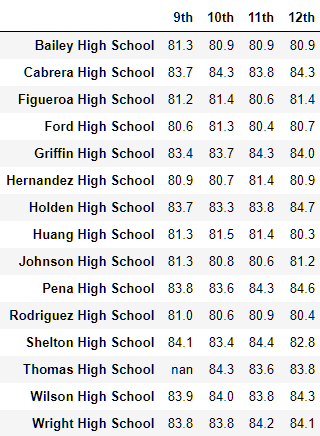 9th 10th 11th 12th
Bailey High School 81.3 80.9 80.9 80.9
Cabrera High School 83.7 84.3 83.8 84.3
Figueroa High School 81.2 81.4 80.6 81.4
Ford High School 80.6 81.3 80.4 80.7
Griffin High School 83.4 83.7 84.3 84.0
Hernandez High School 80.9 80.7 81.4 80.9
Holden High School 83.7 83.3 83.8 84.7
Huang High School 81.3 81.5 81.4 80.3
Johnson High School 81.3 80.8 80.6 81.2
Pena High School 83.8 83.6 84.3 84.6
Rodriguez High School 81.0 80.6 80.9 80.4
Shelton High School 84.1 83.4 84.4 82.8
Thomas High School nan 84.3 83.6 83.8
Wilson High School 83.9 84.0 83.8 84.3
Wright High School 83.8 83.8 84.2 84.1